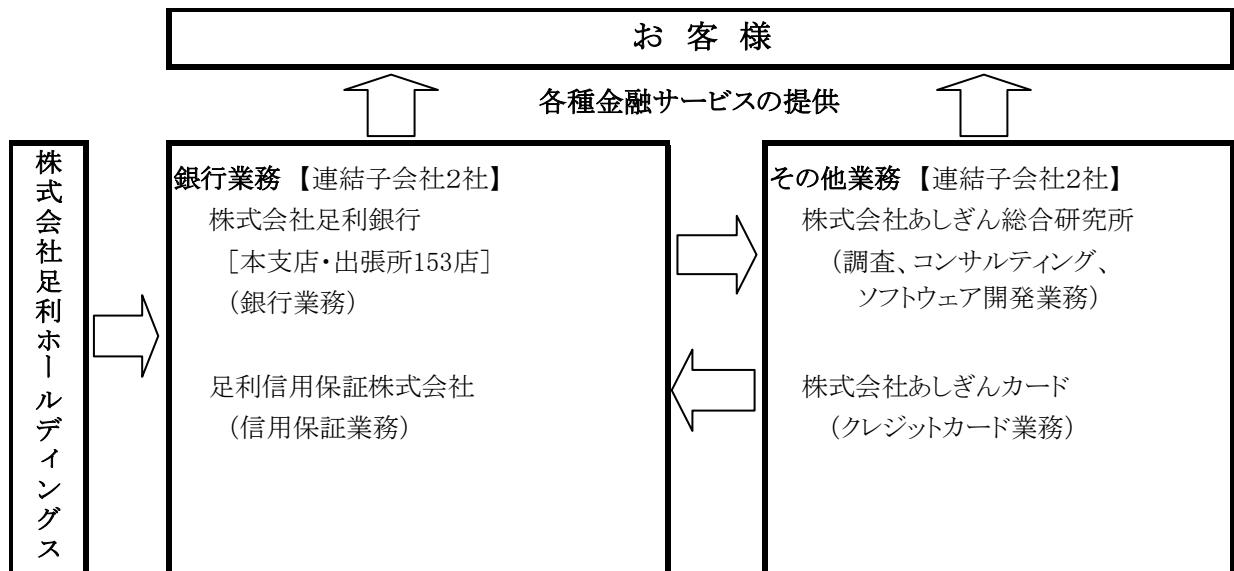 お 客 様
各種金融サービスの提供
株式会社足利ホールディングス
銀行業務 【連結子会社2社】
株式会社足利銀行
［本支店・出張所153店］
（銀行業務）
足利信用保証株式会社
（信用保証業務）
その他業務 【連結子会社2社】
株式会社あしぎん総合研究所
（調査、コンサルティング、
ソフトウェア開発業務）
株式会社あしぎんカード
（クレジットカード業務）